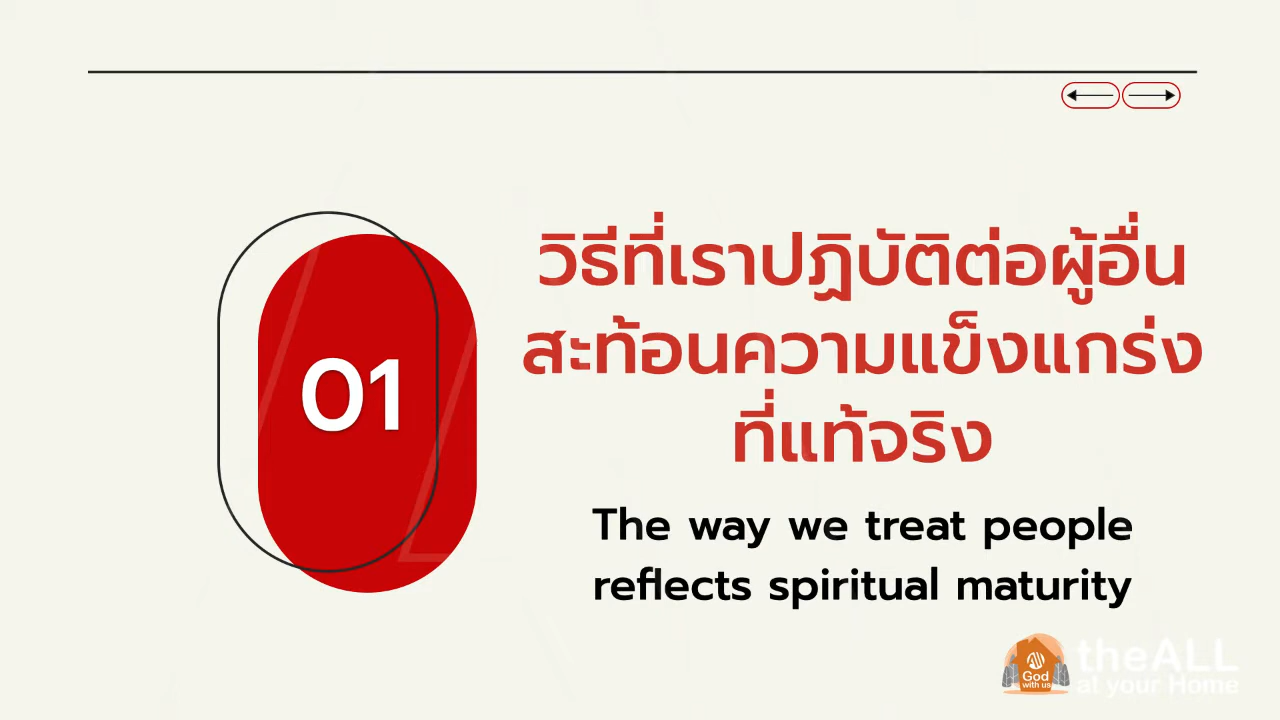 01
วิธีที่เราปฏิบัติต่อผู้อื่น
สะท้อนความแข็งแกร่ง
ที่แท้จริง
The way we treat people
reflects spiritual maturity
God
with us
theALL
at your Home